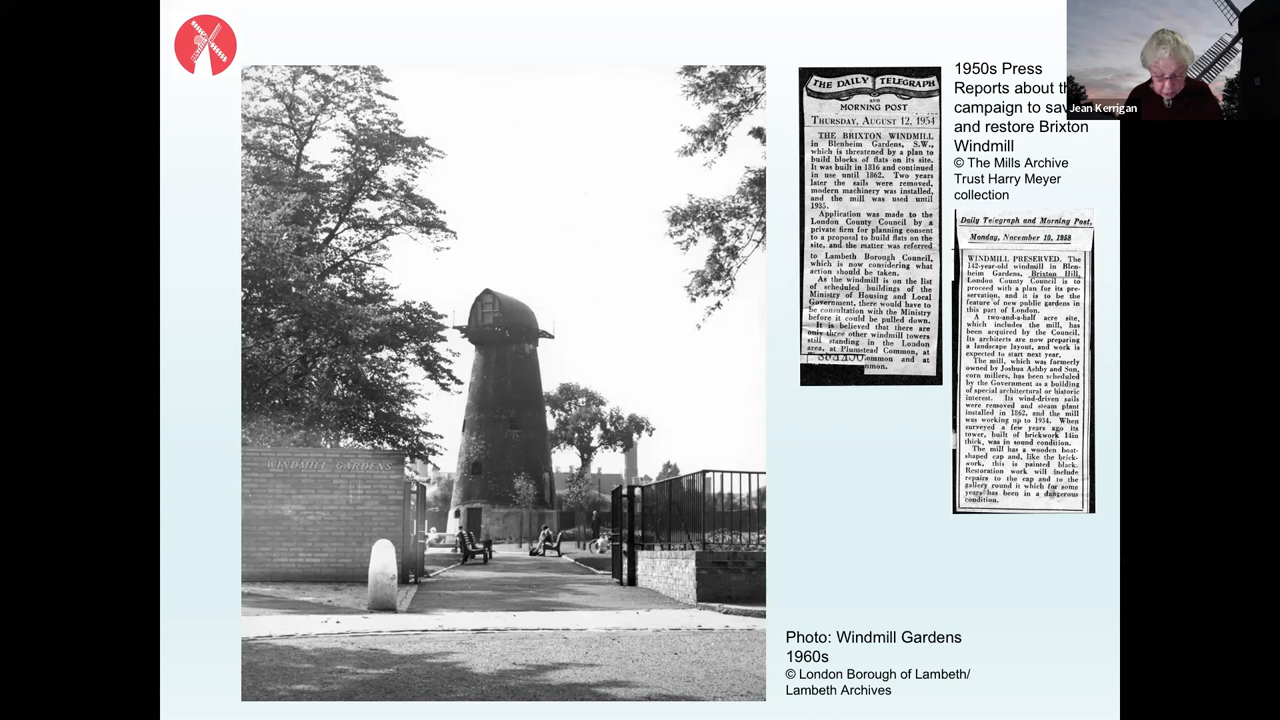 WINDMILL GARDENS
THE DAILY TELEGRAPH
AND
MORNING POST
THURSDAY, AUGUST 12, 1954
THE BRIXTON WINDMILL
in Blenheim Gardens, S.W.,
which is threatened by a plan to
build blocks of flats on its site.
It was built in 1816 and continued
in use until 1862. Two years
later the sails were removed,
modern machinery was installed,
and the mill was used until
1935.
Application was made to the
London County Council by a
private firm for planning consent
to a proposal to build flats on the
site, and the matter was referred
to Lambeth Borough Council,
which is now considering what
action should be taken.
As the windmill is on the list
of scheduled buildings of the
Ministry of Housing and Local
Government, there would have to
be consultation with the Ministry
before it could be pulled down.
It is believed that there are
only three other windmill towers
still standing in the London
area, at Plumstead Common, at
ommon and at
mmon.
1950s Press
Reports about th
campaign to sav
and restore Brixton
Windmill
© The Mills Archive
Trust Harry Meyer
collection
Jean Kerrigan
Daily Telegraph and Morning Post,
Monday, November 10, 1958
WINDMILL PRESERVED. The
142-year-old windmill in Blen-
heim Gardens, Brixton Hill,
London County Council is to
proceed with a plan for its pre-
servation, and it is to be the
feature of new public gardens in
this part of London.
A two-and-a-half acre site,
which includes the mill, has
been acquired by the Council.
Its architects are now preparing
a landscape layout, and work is
expected to start next year.
The mill, which was formerly
owned by Joshua Ashby and Son,
corn millers, has been scheduled
by the Government as a building
of special architectural or historic
interest. Its wind-driven sails
were removed and steam plant
installed in 1862, and the mill
was working up to 1934. When
surveyed a few years ago its
tower, built of brickwork 14in
thick, was in sound condition.
The mill has a wooden boat-
shaped cap and, like the brick-
work, this is painted black.
Restoration work will include
repairs to the cap and to the
gallery round it which for some
years has been in a dangerous
condition.
Photo: Windmill Gardens
1960s
© London Borough of Lambeth/
Lambeth Archives